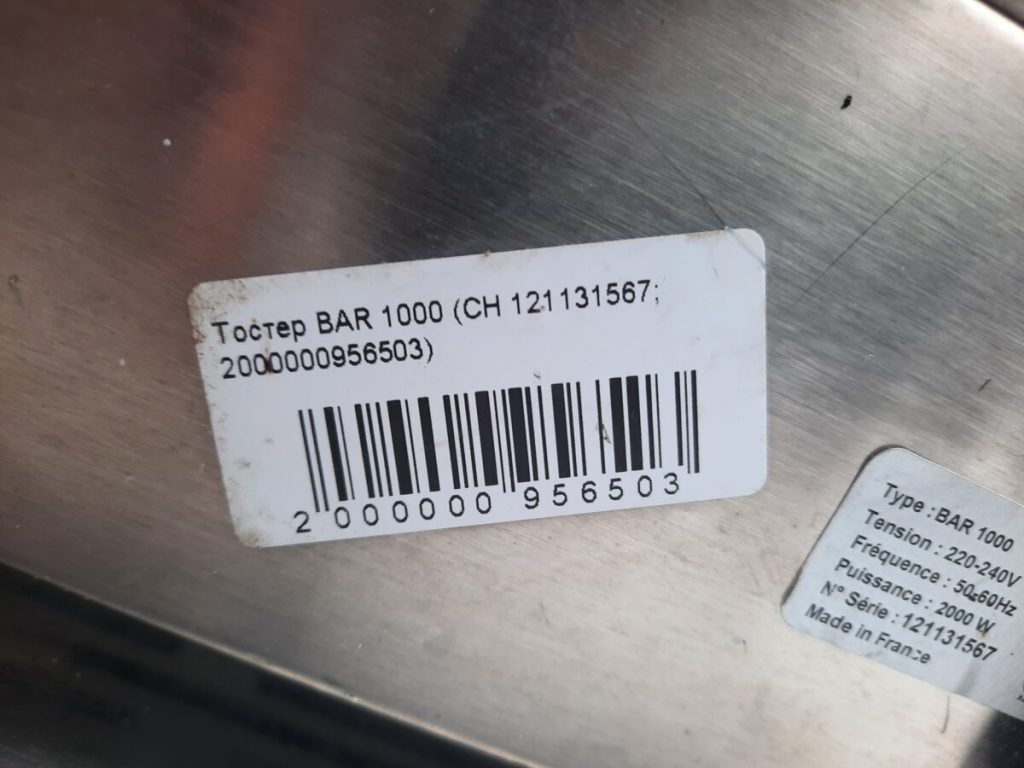 Тостер BAR 1000 (СН 121131567;
2000000956503)
2 000000 956503
Type : BAR 1000
Tension : 220-240V
Fréquence : 50-60Hz
Puissance : 2000 W
N° Série : 121131567
Made in France